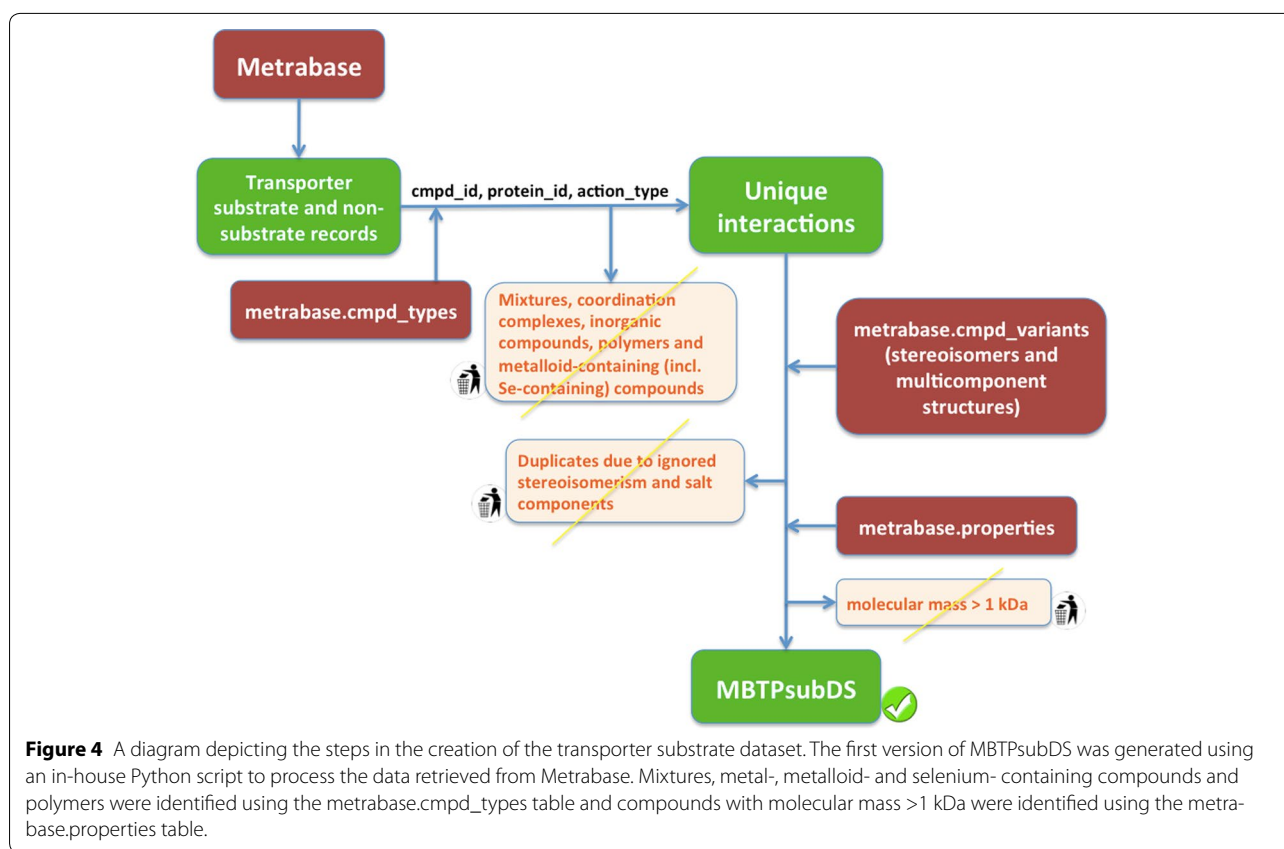 Metrabase
Transporter
substrate and non-
substrate records
cmpd_id, protein_id, action_type
Unique
interactions
metrabase.cmpd_types
Mixtures, coordination
complexes, inorganic
compounds, polymers and
metalloid-containing (incl.
Se-containing) compounds
metrabase.cmpd_variants
(stereoisomers and
multicomponent
structures)
Duplicates due to ignored
stereoisomerism and salt
components
metrabase.properties
molecular mass > 1 kDa
MBTPsubDS
Figure 4 A diagram depicting the steps in the creation of the transporter substrate dataset. The first version of MBTPsubDS was generated using
an in-house Python script to process the data retrieved from Metrabase. Mixtures, metal-, metalloid- and selenium- containing compounds and
polymers were identified using the metrabase.cmpd_types table and compounds with molecular mass >1 kDa were identified using the metra-
base.properties table.